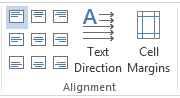 A
Text Direction
Cell Margins
Alignment